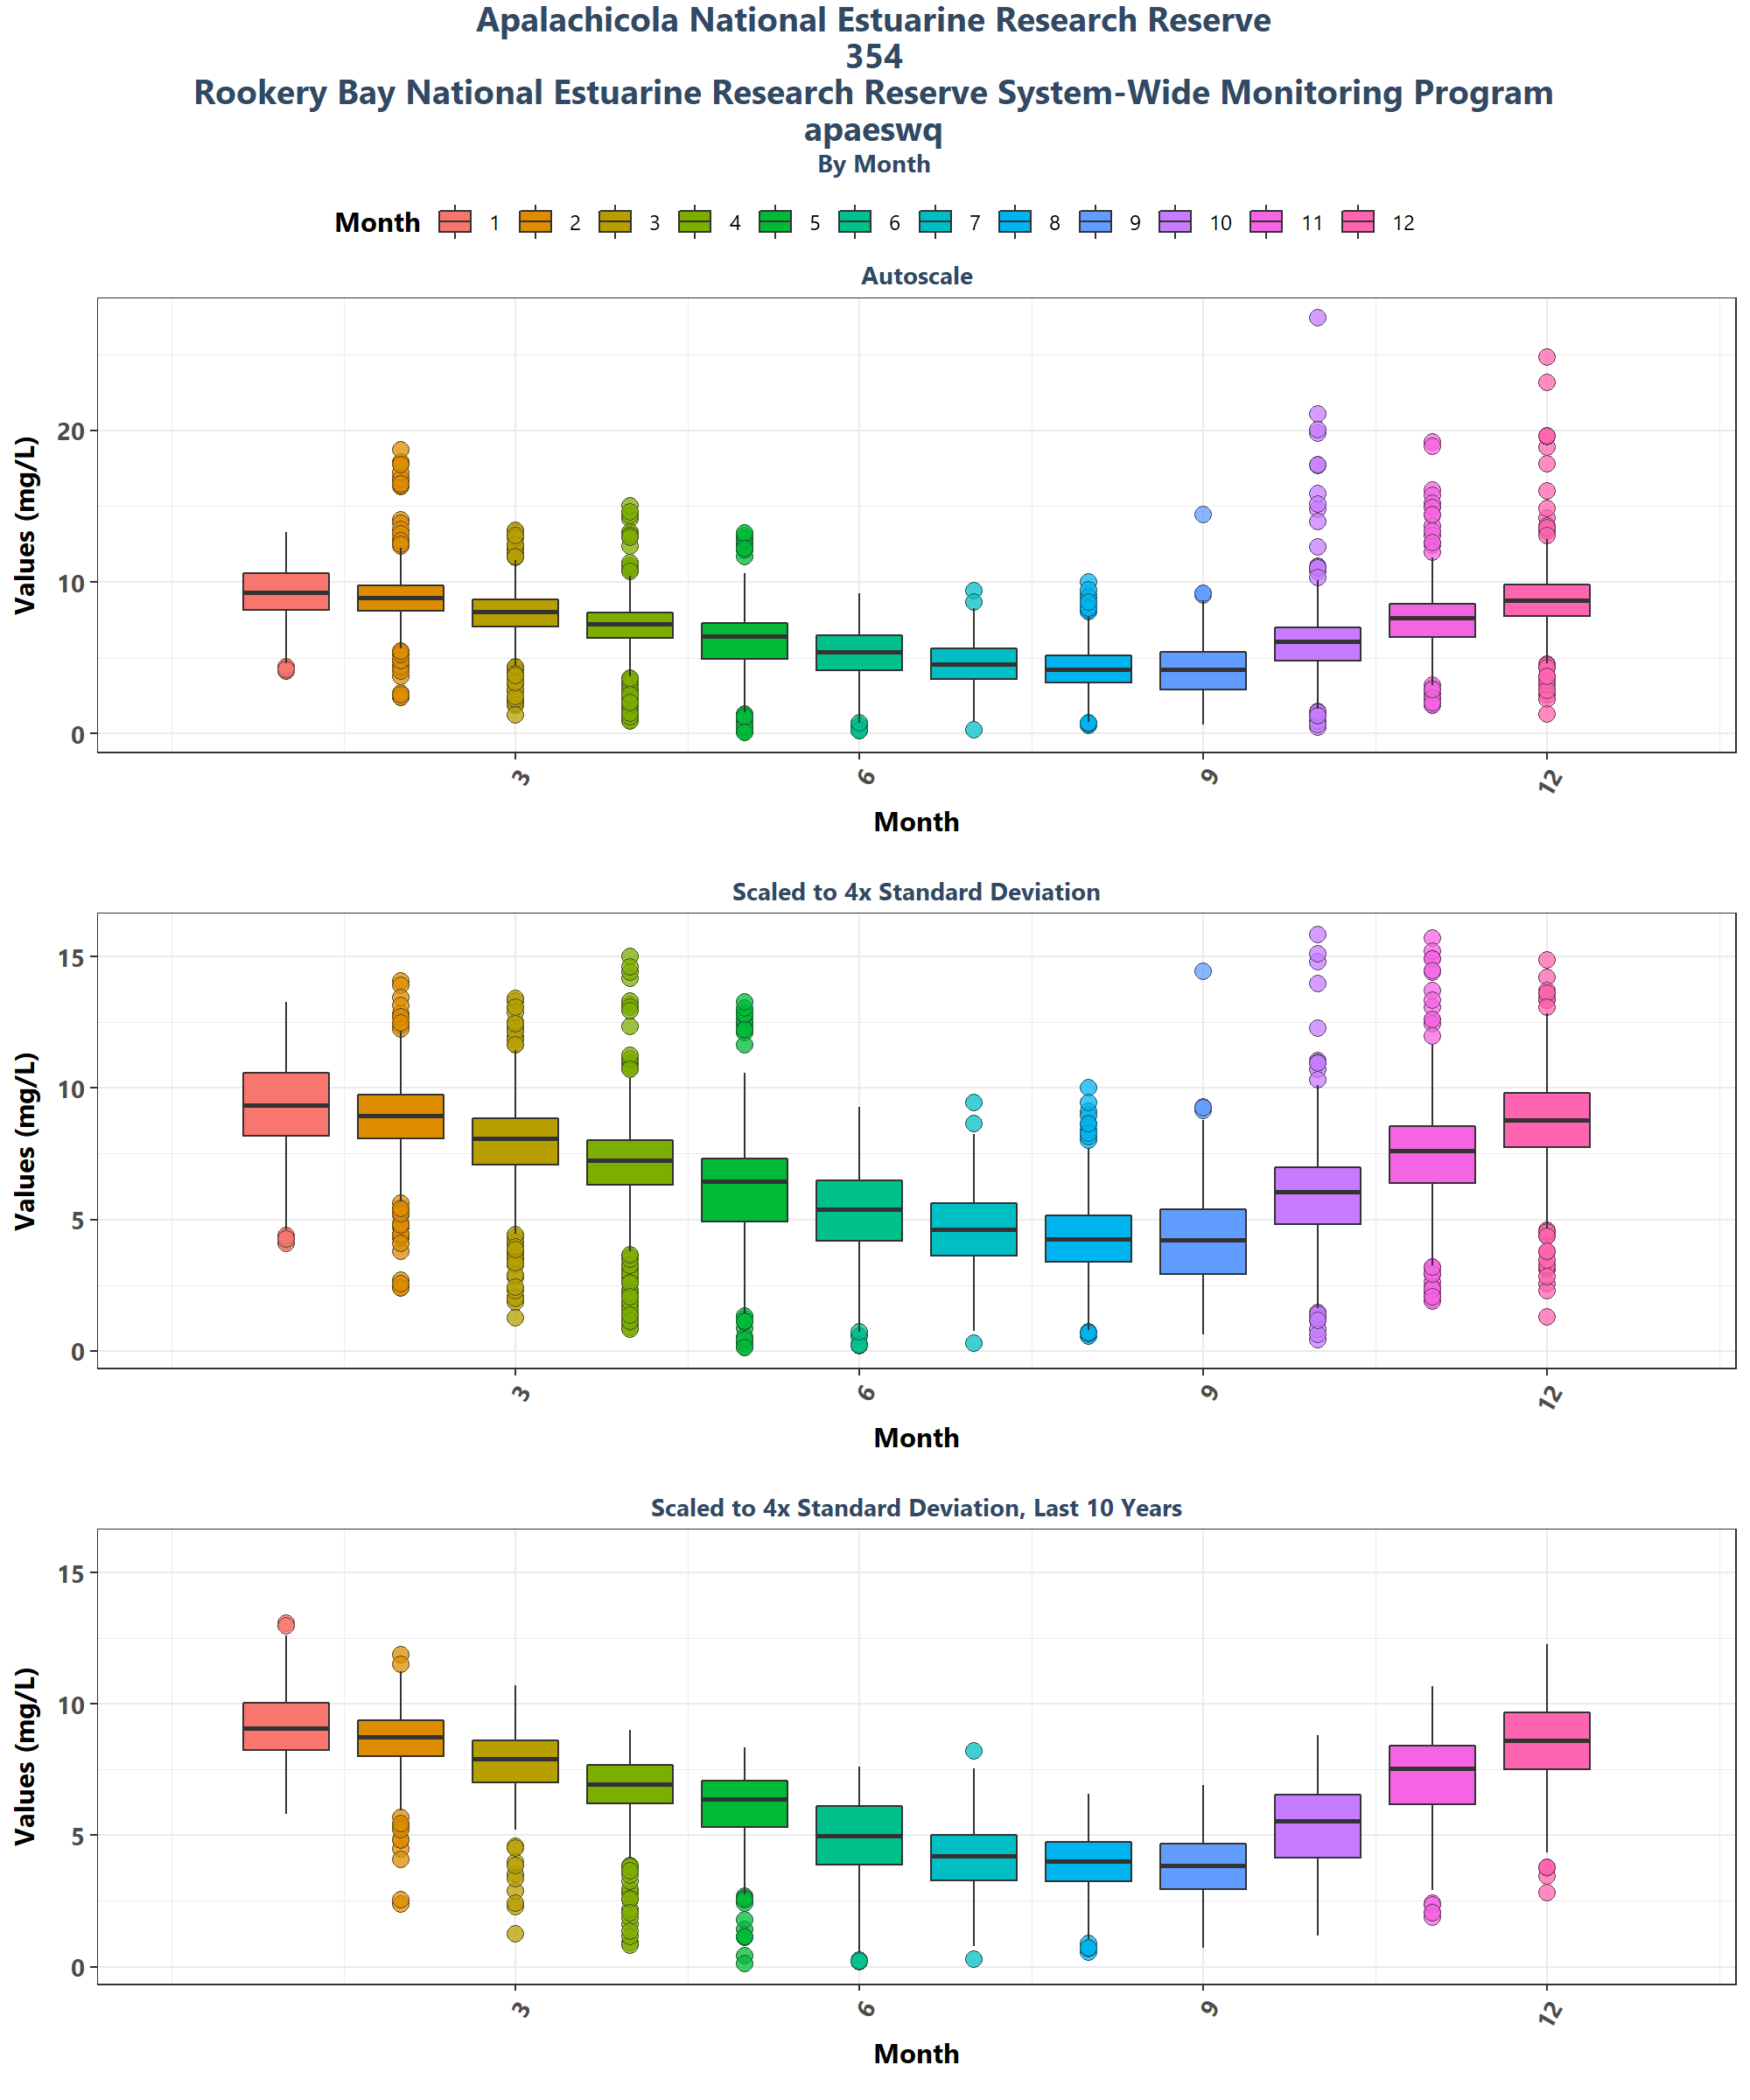 Apalachicola National Estuarine Research Reserve
354
Rookery Bay National Estuarine Research Reserve System-Wide Monitoring Program
apaeswq
By Month
Month 1 2 3 4 5 6 7 8 9 10 11 12
Autoscale
Values (mg/L)
20
10
0
3 6 9 12
Month
Scaled to 4x Standard Deviation
Values (mg/L)
15
10
5
0
3 6 9 12
Month
Scaled to 4x Standard Deviation, Last 10 Years
Values (mg/L)
15
10
5
0
3 6 9 12
Month